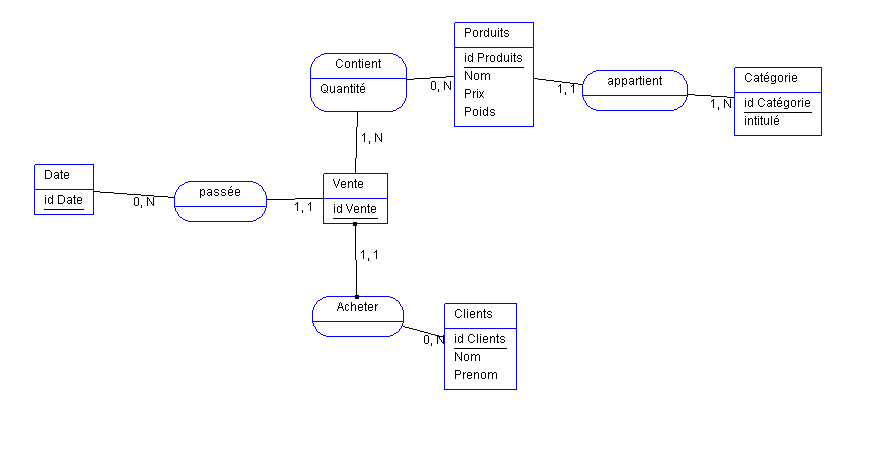 Porduits
id Produits
Nom
Prix
Poids
Contient
Quantité
0, N
1, 1
appartient
1, N
Catégorie
id Catégorie
intitulé
1, N
Date
id Date
0, N
passée
1, 1
Vente
id Vente
1, 1
Acheter
0, N
Clients
id Clients
Nom
Prenom